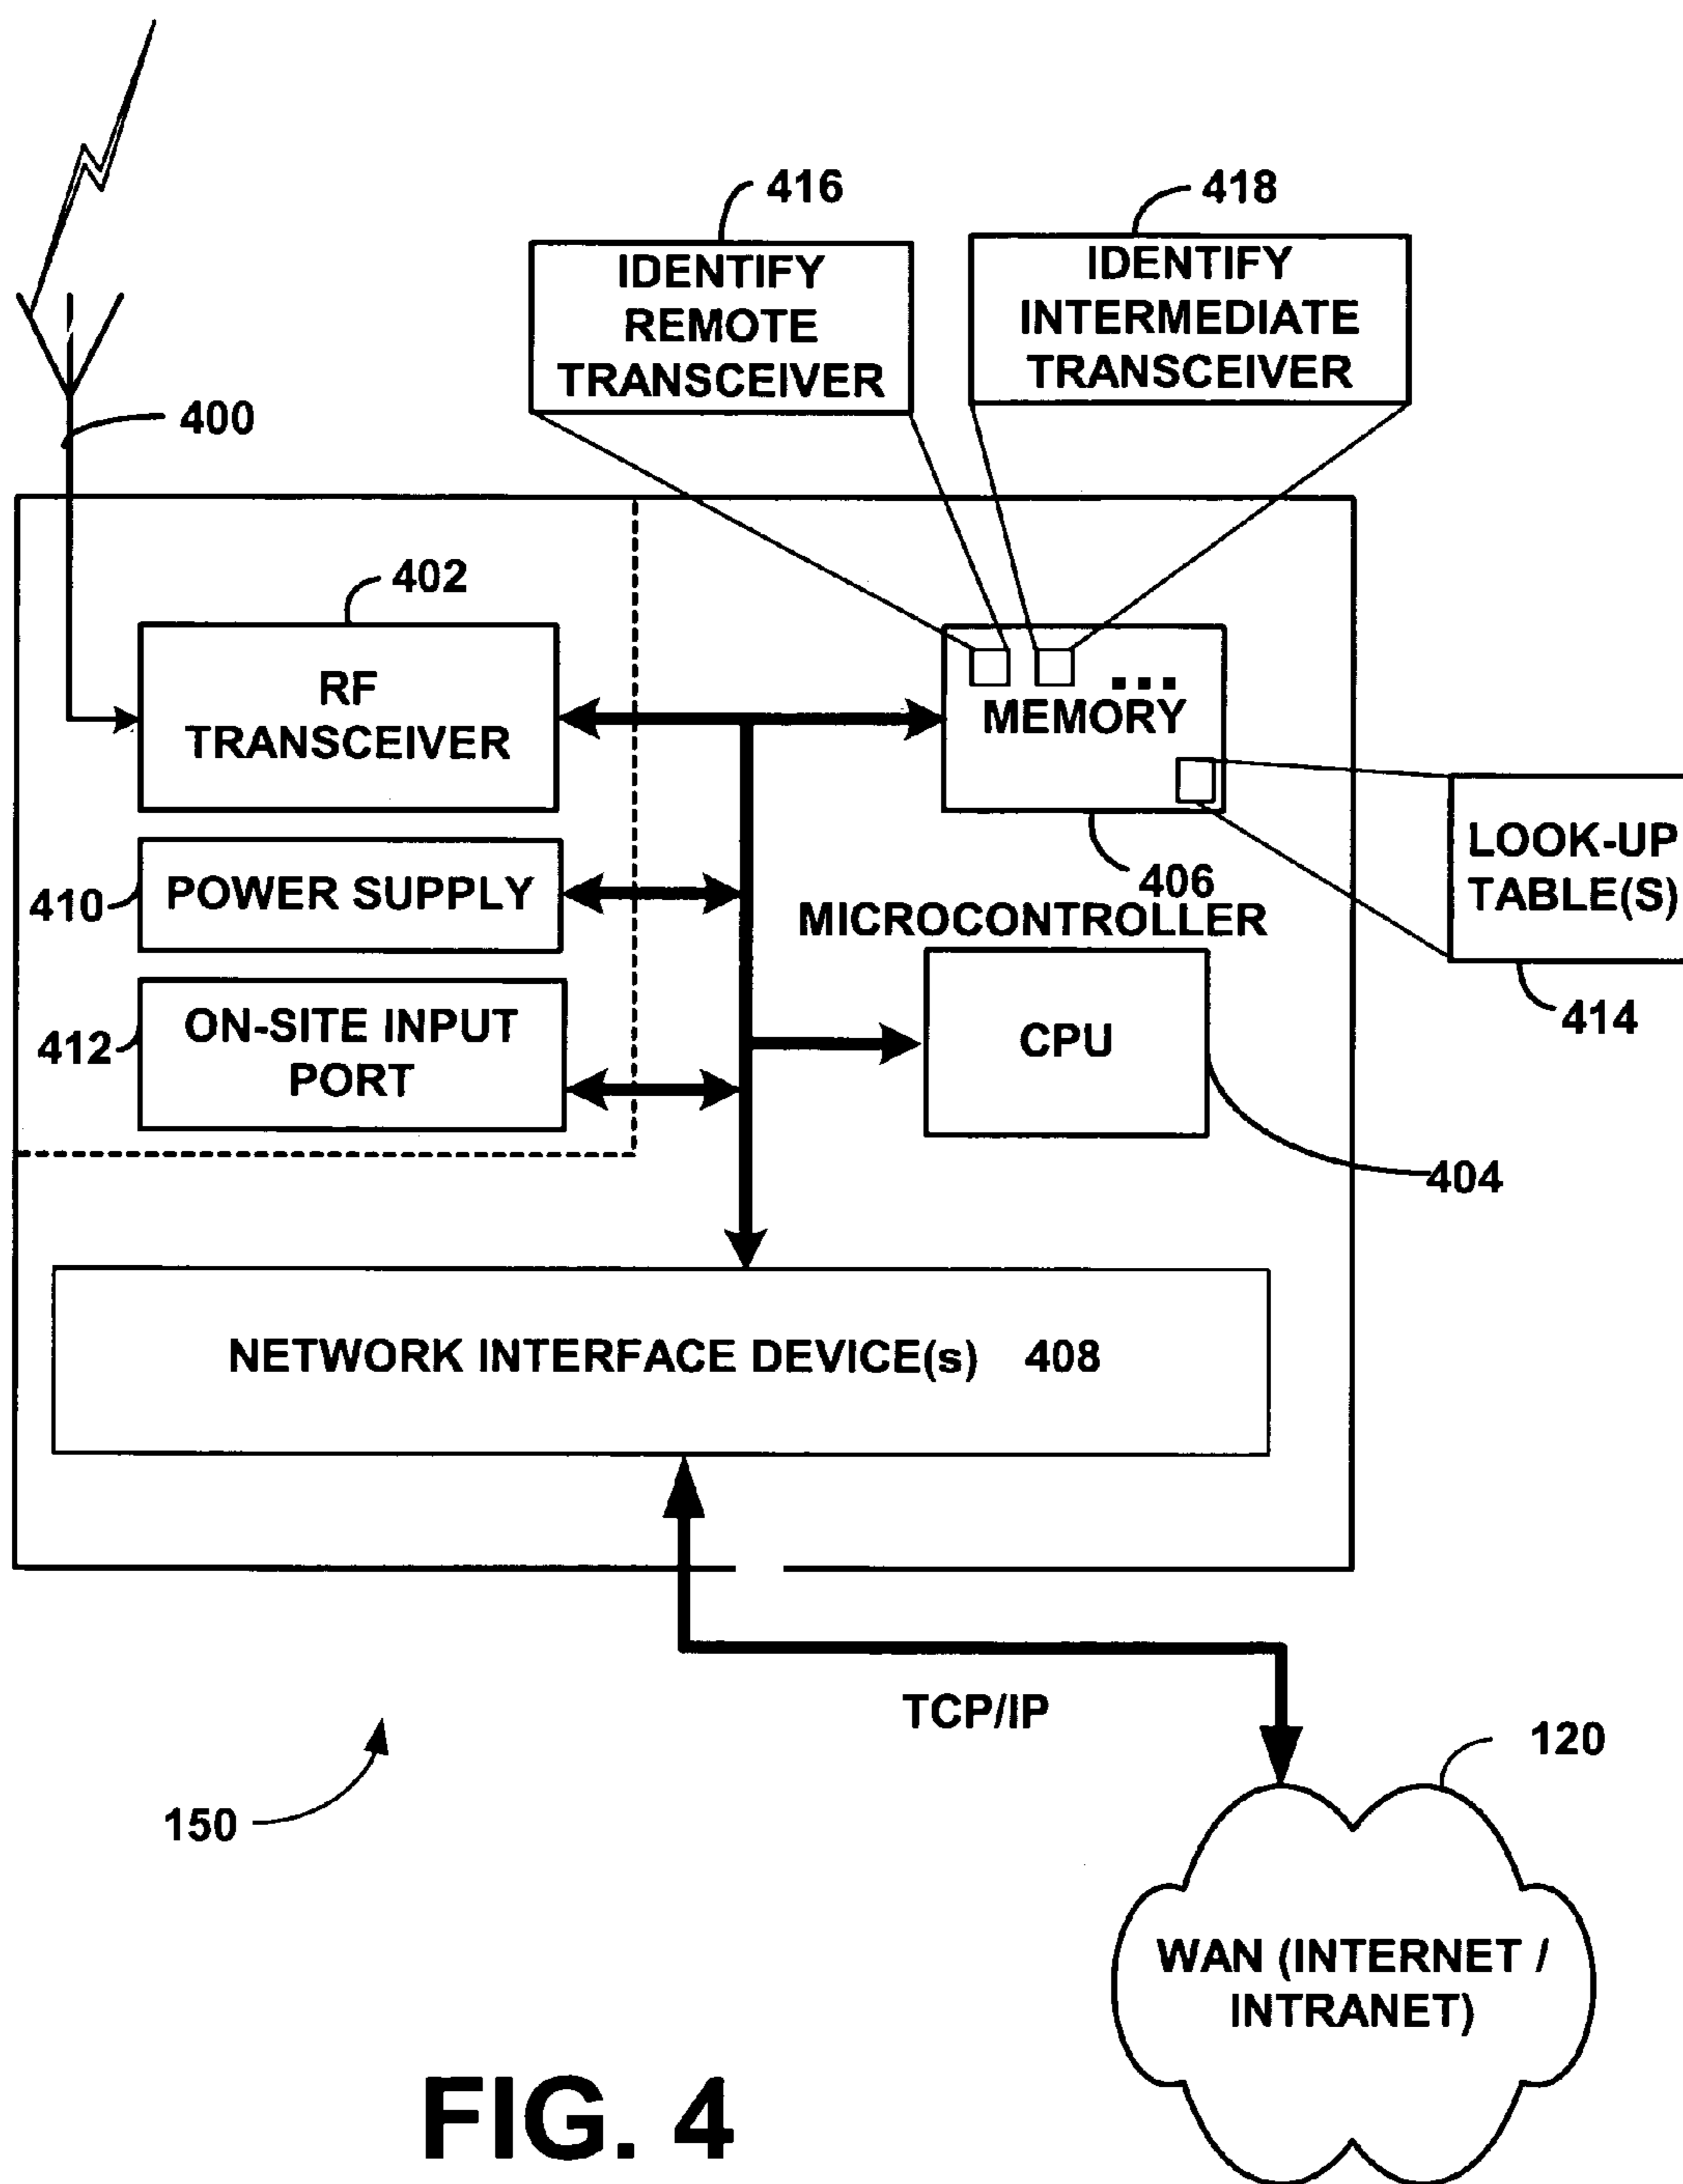 416
418
IDENTIFY
REMOTE
TRANSCEIVER
IDENTIFY
INTERMEDIATE
TRANSCEIVER
400
402
RF
TRANSCEIVER
...
MEMORY
406
LOOK-UP
TABLE(S)
414
410
POWER SUPPLY
MICROCONTROLLER
412
ON-SITE INPUT
PORT
CPU
404
NETWORK INTERFACE DEVICE(s) 408
TCP/IP
120
150
WAN (INTERNET /
INTRANET)
FIG. 4